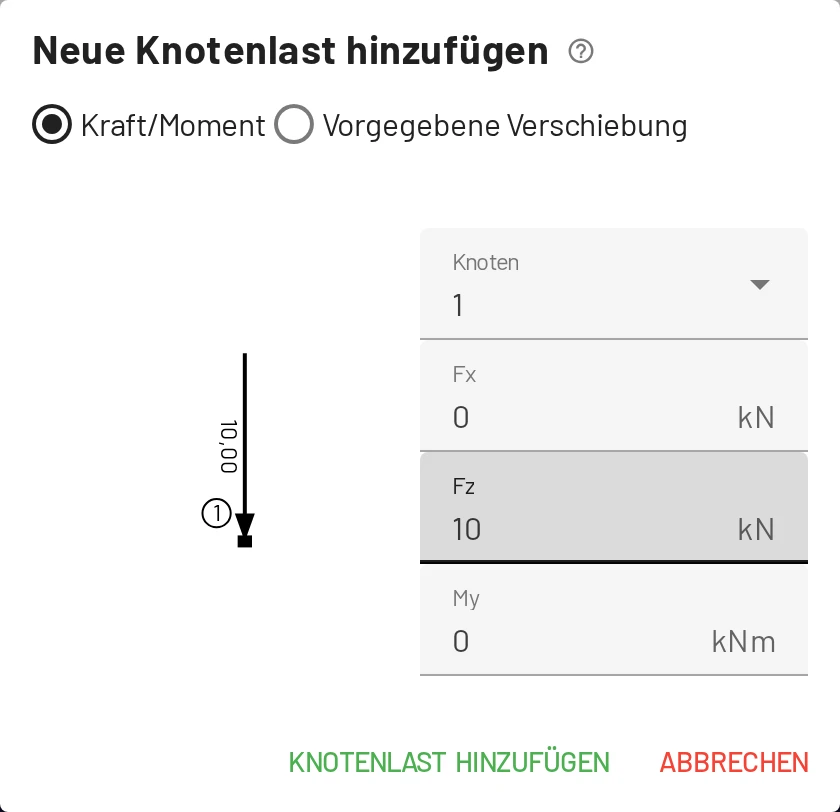 Neue Knotenlast hinzufügen
Kraft/Moment Vorgegebene Verschiebung
Knoten
1
Fx
0 kN
10,00
Fz
10 kN
1
My
0 kNm
KNOTENLAST HINZUFÜGEN ABBRECHEN